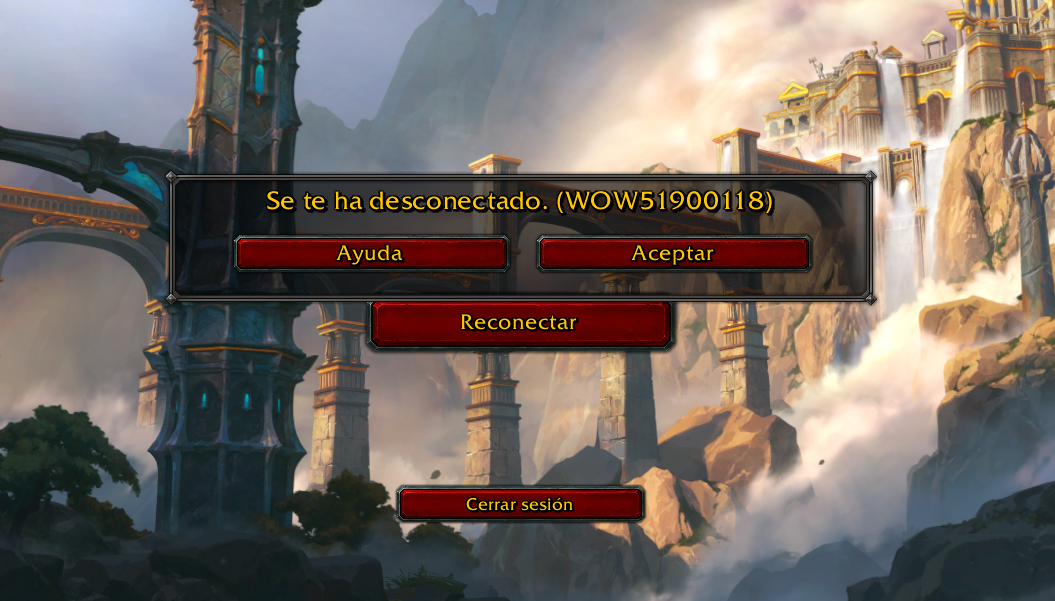 Se te ha desconectado. (WOW51900118)
Ayuda
Aceptar
Reconectar
Cerrar sesión